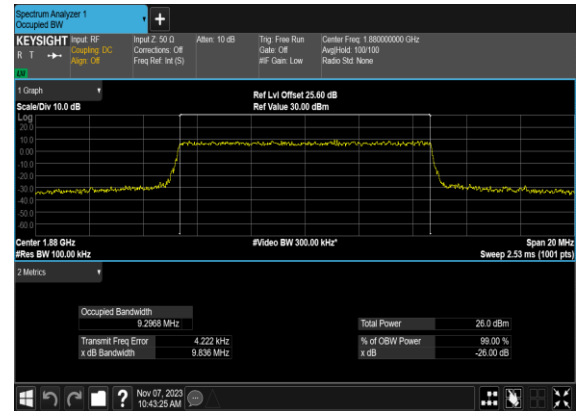 Spectrum Analyzer 1
Occupied BW
+
KEYSIGHT Input: RF Input Z: 50 Ω Atten: 10 dB Trig: Free Run Center Freq: 1.880000000 GHz
R T Coupling: DC Corrections: Off Gate: Off Avg|Hold: 100/100
Align: Off Freq Ref: Int (S) #IF Gain: Low Radio Std: None
1 Graph
Ref Lvl Offset 25.60 dB
Scale/Div 10.0 dB Ref Value 30.00 dBm
Log
20.0
10.0
0.00
-10.0
-20.0
-30.0
-40.0
-50.0
-60.0
Center 1.88 GHz #Video BW 300.00 kHz* Span 20 MHz
#Res BW 100.00 kHz Sweep 2.53 ms (1001 pts)
2 Metrics
Occupied Bandwidth
9.2968 MHz Total Power 26.0 dBm
Transmit Freq Error 4.222 kHz % of OBW Power 99.00 %
x dB Bandwidth 9.836 MHz x dB -26.00 dB
? Nov 07, 2023
10:43:25 AM